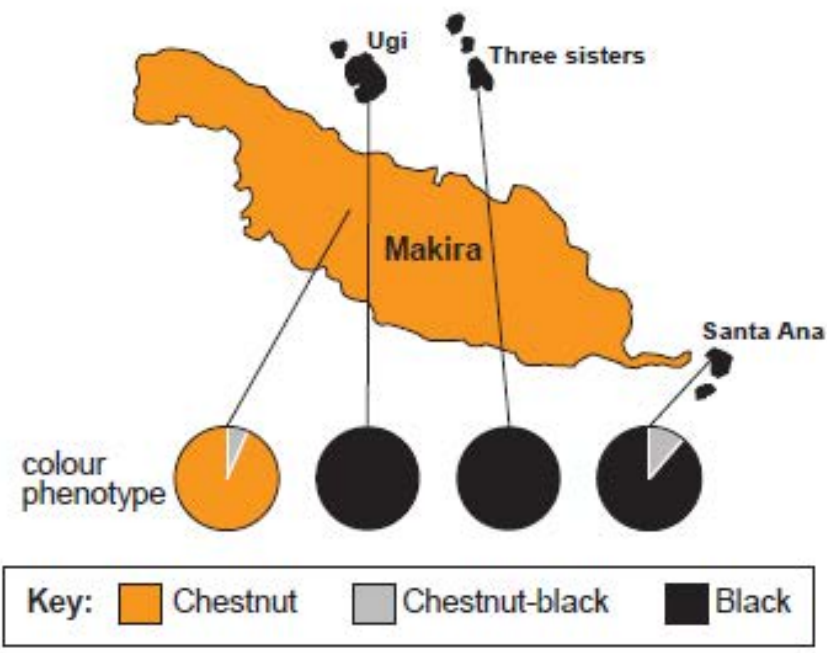 Ugi
Three sisters
Makira
Santa Ana
colour
phenotype
Key: Chestnut Chestnut-black Black